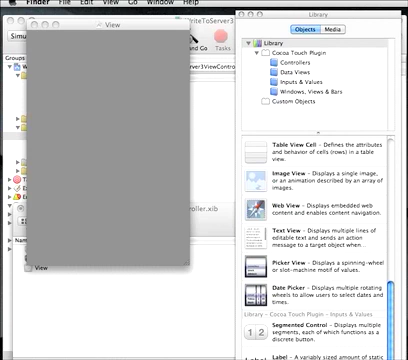 Finder File Edit View Go Window Help
View
WriteToServer3
Library
Simu
and Go
Tasks
Objects
Media
Groups
Library
Cocoa Touch Plugin
Controllers
Data Views
Inputs & Values
Windows, Views & Bars
Custom Objects
Server3ViewContro
Table View Cell – Defines the attributes
and behavior of cells (rows) in a table
view.
Image View – Displays a single image,
or an animation described by an array of
images.
Web View – Displays embedded web
content and enables content navigation.
Text View – Displays multiple lines of
editable text and sends an action
message to a target object when...
Picker View – Displays a spinning-wheel
or slot-machine motif of values.
Date Picker – Displays multiple rotating
wheels to allow users to select dates and
times.
Library – Cocoa Touch Plugin – Inputs & Values
1 2
Segmented Control – Displays multiple
segments, each of which functions as a
discrete button.
Label
Label – A variably sized amount of static
roller.xib
Nam
View